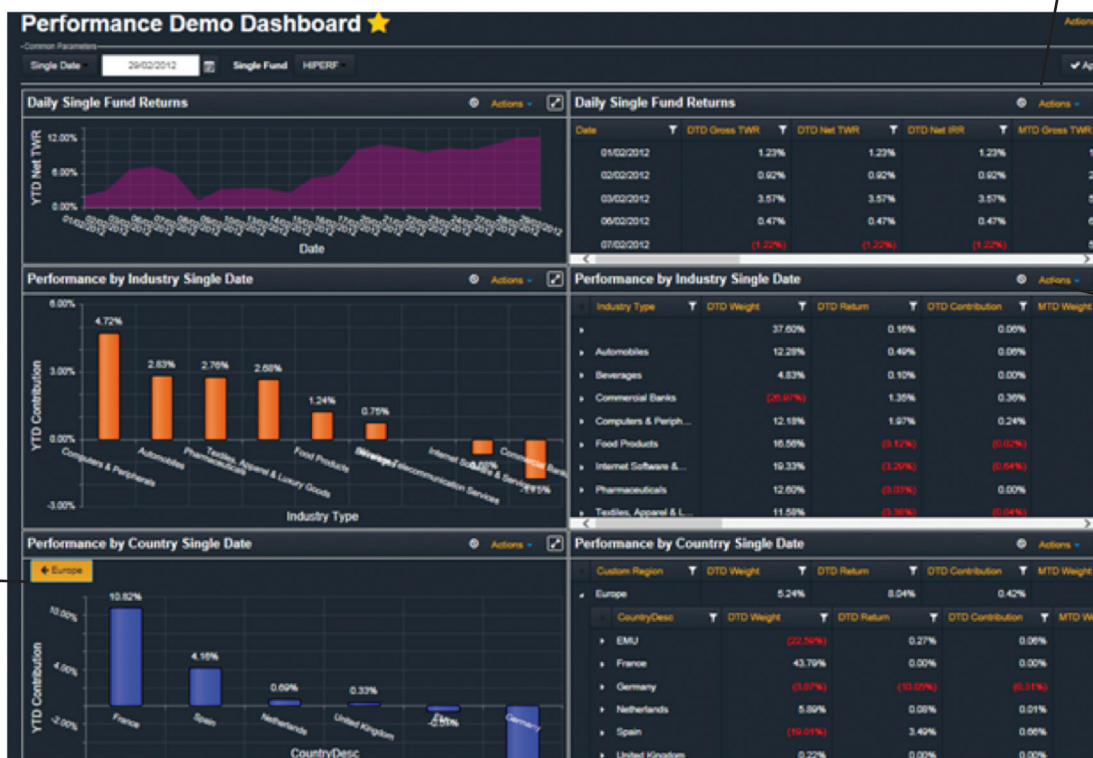 Performance Demo Dashboard
Actions
Common Parameters
Single Date 29/02/2012 Single Fund HIPERF
Daily Single Fund Returns Actions
YTD Net TWR
12.00%
6.00%
0.00%
01/02/2012
Date
Daily Single Fund Returns Actions
Date DTD Gross TWR DTD Net TWR DTD Net IRR MTD Gross TWR
01/02/2012 1.23% 1.23% 1.23%
02/02/2012 0.92% 0.92% 0.92%
03/02/2012 3.57% 3.57% 3.57%
06/02/2012 0.47% 0.47% 0.47%
07/02/2012 (1.22%) (1.22%) (1.22%)
Performance by Industry Single Date Actions
YTD Contribution
6.00%
3.00%
0.00%
-3.00%
4.72% 2.83% 2.76% 2.68% 1.24% 0.75%
Computers & Peripherals
Automobiles
Pharmaceuticals
Textiles, Apparel & Luxury Goods
Food Products
Telecommunication Services
Internet Software & Services
Commercial Banks
Industry Type
Performance by Industry Single Date Actions
Industry Type DTD Weight DTD Return DTD Contribution MTD Weight
37.60% 0.16% 0.06%
Automobiles 12.28% 0.49% 0.06%
Beverages 4.83% 0.10% 0.00%
Commercial Banks (26.97%) 1.35% 0.36%
Computers & Periph... 12.18% 1.97% 0.24%
Food Products 16.56% (0.12%) (0.02%)
Internet Software &... 19.33% (3.29%) (0.64%)
Pharmaceuticals 12.60% (0.03%) 0.00%
Textiles, Apparel & L... 11.58% (0.36%) (0.04%)
Performance by Country Single Date Actions
Europe
YTD Contribution
10.00%
4.00%
-2.00%
10.82% 4.16% 0.69% 0.33%
France
Spain
Netherlands
United Kingdom
Germany
CountryDesc
Performance by Countrry Single Date Actions
Custom Region DTD Weight DTD Return DTD Contribution MTD Weight
Europe 5.24% 8.04% 0.42%
CountryDesc DTD Weight DTD Return DTD Contribution
EMU (22.59%) 0.27% 0.06%
France 43.79% 0.00% 0.00%
Germany (3.07%) (10.05%) (0.31%)
Netherlands 5.89% 0.08% 0.01%
Spain (19.01%) 3.49% 0.66%
United Kingdom 0.22% 0.00% 0.00%